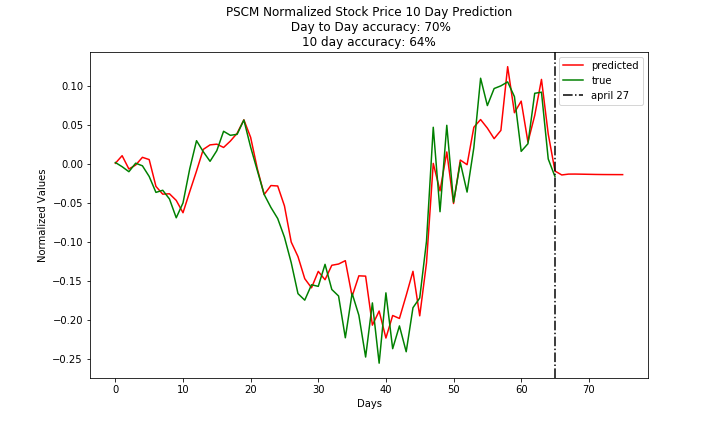 PSCM Normalized Stock Price 10 Day Prediction
Day to Day accuracy: 70%
10 day accuracy: 64%
predicted
true
april 27
0.10
0.05
0.00
−0.05
−0.10
−0.15
−0.20
−0.25
Normalized Values
0 10 20 30 40 50 60 70
Days